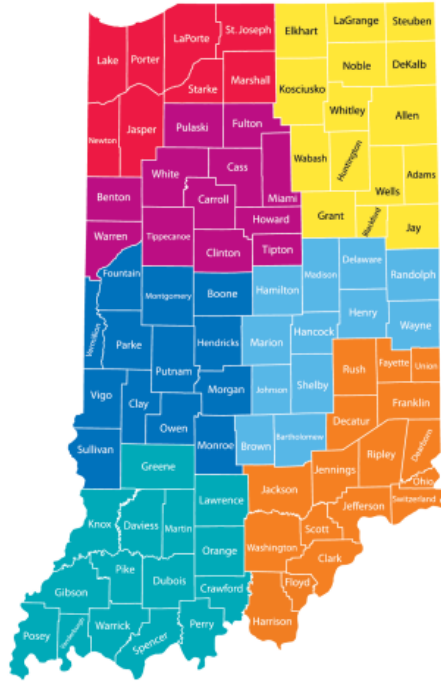 St. Joseph
Elkhart
LaGrange
Steuben
LaPorte
Lake
Porter
Noble
DeKalb
Marshall
Starke
Kosciusko
Whitley
Allen
Newton
Jasper
Pulaski
Fulton
Wabash
Huntington
White
Cass
Adams
Wells
Benton
Carroll
Miami
Howard
Grant
Blackford
Jay
Warren
Tippecanoe
Clinton
Tipton
Fountain
Montgomery
Boone
Hamilton
Madison
Delaware
Randolph
Vermillion
Parke
Hendricks
Marion
Hancock
Henry
Wayne
Putnam
Rush
Fayette
Union
Vigo
Clay
Morgan
Johnson
Shelby
Franklin
Owen
Decatur
Sullivan
Monroe
Brown
Bartholomew
Ripley
Dearborn
Greene
Jennings
Ohio
Jackson
Lawrence
Jefferson
Switzerland
Knox
Daviess
Martin
Scott
Orange
Washington
Clark
Pike
Dubois
Crawford
Floyd
Gibson
Harrison
Posey
Vanderburgh
Warrick
Spencer
Perry